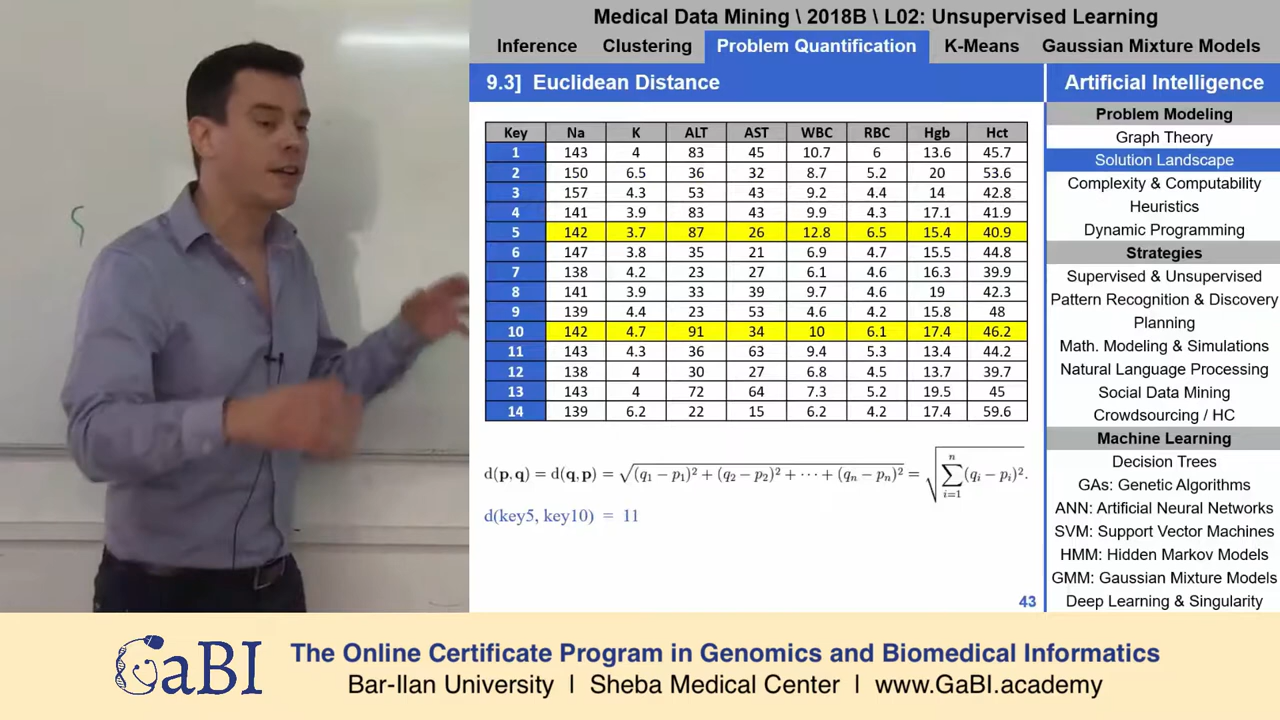 Medical Data Mining \ 2018B \ L02: Unsupervised Learning
Inference Clustering Problem Quantification K-Means Gaussian Mixture Models
9.3] Euclidean Distance
Key Na K ALT AST WBC RBC Hgb Hct
1 143 4 83 45 10.7 6 13.6 45.7
2 150 6.5 36 32 8.7 5.2 20 53.6
3 157 4.3 53 43 9.2 4.4 14 42.8
4 141 3.9 83 43 9.9 4.3 17.1 41.9
5 142 3.7 87 26 12.8 6.5 15.4 40.9
6 147 3.8 35 21 6.9 4.7 15.5 44.8
7 138 4.2 23 27 6.1 4.6 16.3 39.9
8 141 3.9 33 39 9.7 4.6 19 42.3
9 139 4.4 23 53 4.6 4.2 15.8 48
10 142 4.7 91 34 10 6.1 17.4 46.2
11 143 4.3 36 63 9.4 5.3 13.4 44.2
12 138 4 30 27 6.8 4.5 13.7 39.7
13 143 4 72 64 7.3 5.2 19.5 45
14 139 6.2 22 15 6.2 4.2 17.4 59.6
d(p,q) = d(q,p) = √(q₁ − p₁)² + (q₂ − p₂)² + ⋯ + (qₙ − pₙ)² = √∑ⁿᵢ₌₁(qᵢ − pᵢ)².
d(key5, key10) = 11
43
Artificial Intelligence
Problem Modeling
Graph Theory
Solution Landscape
Complexity & Computability
Heuristics
Dynamic Programming
Strategies
Supervised & Unsupervised
Pattern Recognition & Discovery
Planning
Math. Modeling & Simulations
Natural Language Processing
Social Data Mining
Crowdsourcing / HC
Machine Learning
Decision Trees
GAs: Genetic Algorithms
ANN: Artificial Neural Networks
SVM: Support Vector Machines
HMM: Hidden Markov Models
GMM: Gaussian Mixture Models
Deep Learning & Singularity
GaBI
The Online Certificate Program in Genomics and Biomedical Informatics
Bar-Ilan University | Sheba Medical Center | www.GaBI.academy